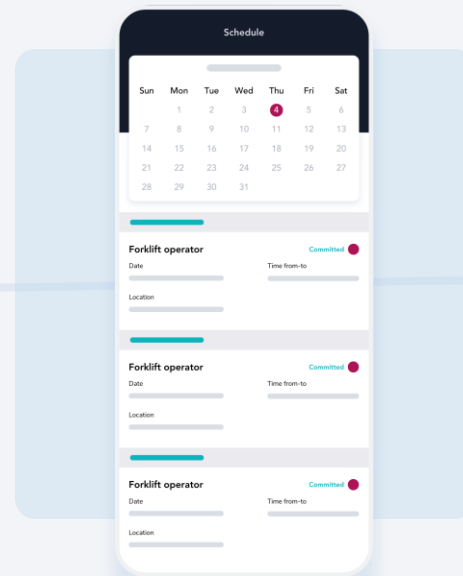 Schedule
Sun Mon Tue Wed Thu Fri Sat
1 2 3 4 5 6
7 8 9 10 11 12 13
14 15 16 17 18 19 20
21 22 23 24 25 26 27
28 29 30 31
Forklift operator Committed
Date Time from-to
Location
Forklift operator Committed
Date Time from-to
Location
Forklift operator Committed
Date Time from-to
Location